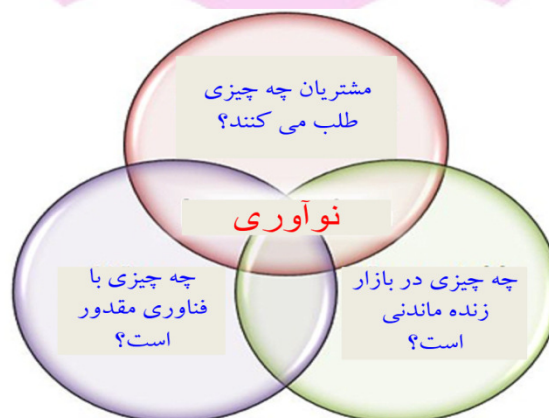 مشتریان چه چیزی
طلب می کنند؟
نوآوری
چه چیزی در بازار
زنده ماندنی
است؟
چه چیزی با
فناوری مقدور
است؟